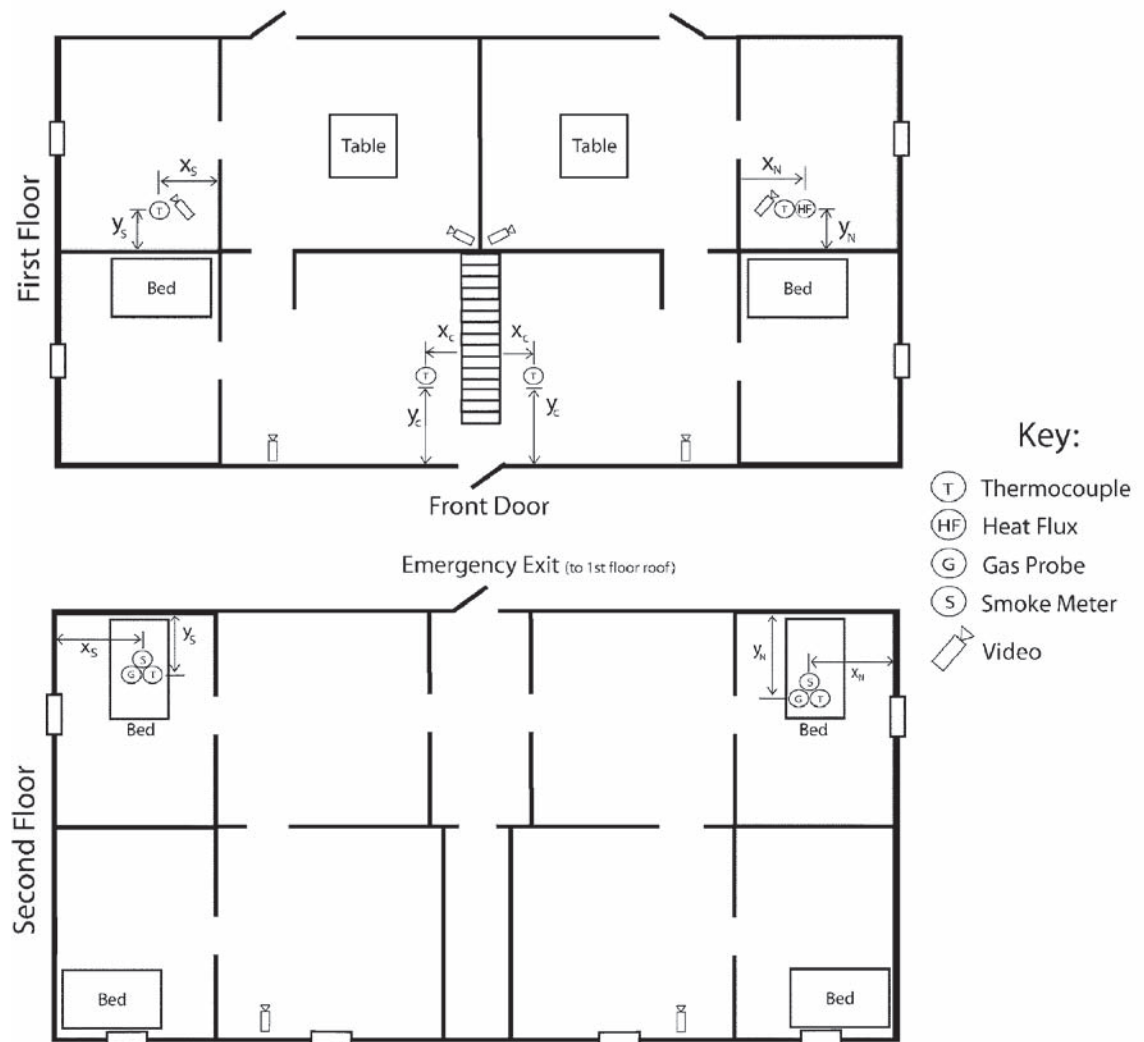 First Floor
Table
Table
x_S
x_N
T
T
HF
y_S
y_N
Bed
Bed
x_c
x_c
T
T
y_c
y_c
Front Door
Key:
T Thermocouple
HF Heat Flux
G Gas Probe
S Smoke Meter
Video
Emergency Exit (to 1st floor roof)
Second Floor
x_S
y_S
S
G
T
Bed
y_N
x_N
S
G
T
Bed
Bed
Bed